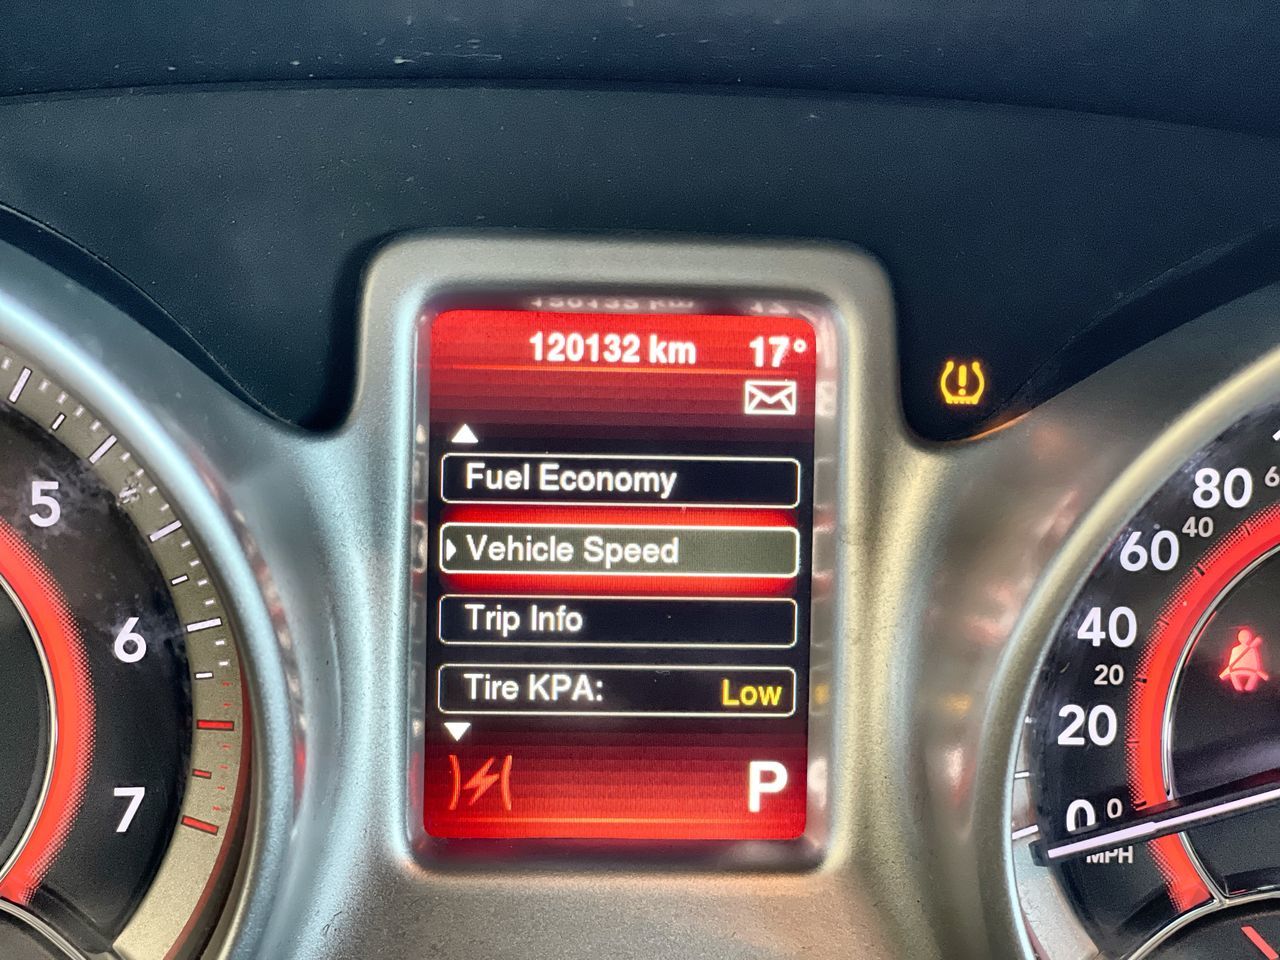 120132 km 17°
Fuel Economy
Vehicle Speed
Trip Info
Tire KPA: Low
P
5
6
7
80
60
40
40
20
20
0
0
MPH